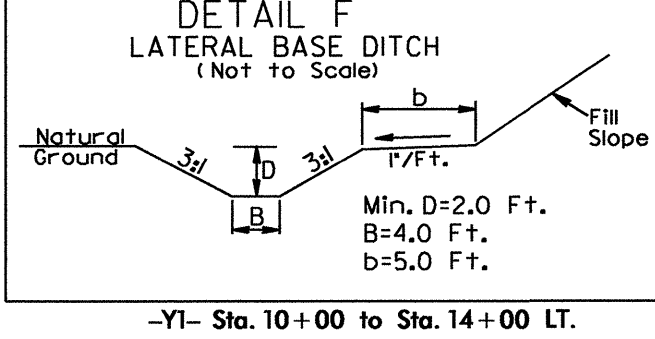 DETAIL F
LATERAL BASE DITCH
(Not to Scale)
b
Natural
Ground
3:1
D
3:1
1"/Ft.
Fill
Slope
B
Min. D=2.0 Ft.
B=4.0 Ft.
b=5.0 Ft.
-Y1- Sta. 10+00 to Sta. 14+00 LT.